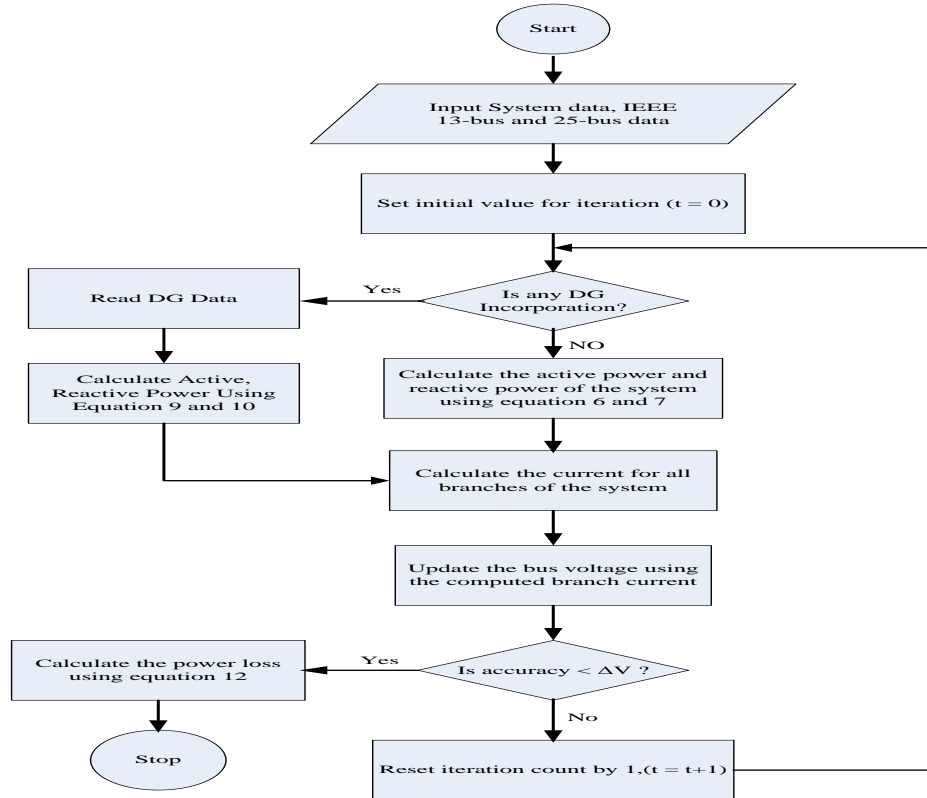 Start
Input System data, IEEE
13-bus and 25-bus data
Set initial value for iteration (t = 0)
Is any DG
Incorporation?
Yes
Read DG Data
NO
Calculate Active,
Reactive Power Using
Equation 9 and 10
Calculate the active power and
reactive power of the system
using equation 6 and 7
Calculate the current for all
branches of the system
Update the bus voltage using
the computed branch current
Is accuracy < ΔV ?
Yes
Calculate the power loss
using equation 12
No
Stop
Reset iteration count by 1,(t = t+1)